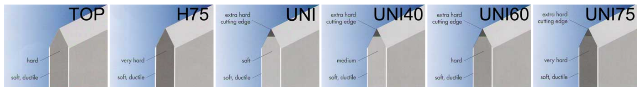 TOP
hard
soft, ductile
H75
very hard
soft, ductile
UNI
extra hard
cutting edge
soft
soft, ductile
UNI40
extra hard
cutting edge
medium
soft, ductile
UNI60
extra hard
cutting edge
hard
soft, ductile
UNI75
extra hard
cutting edge
very hard
soft, ductile